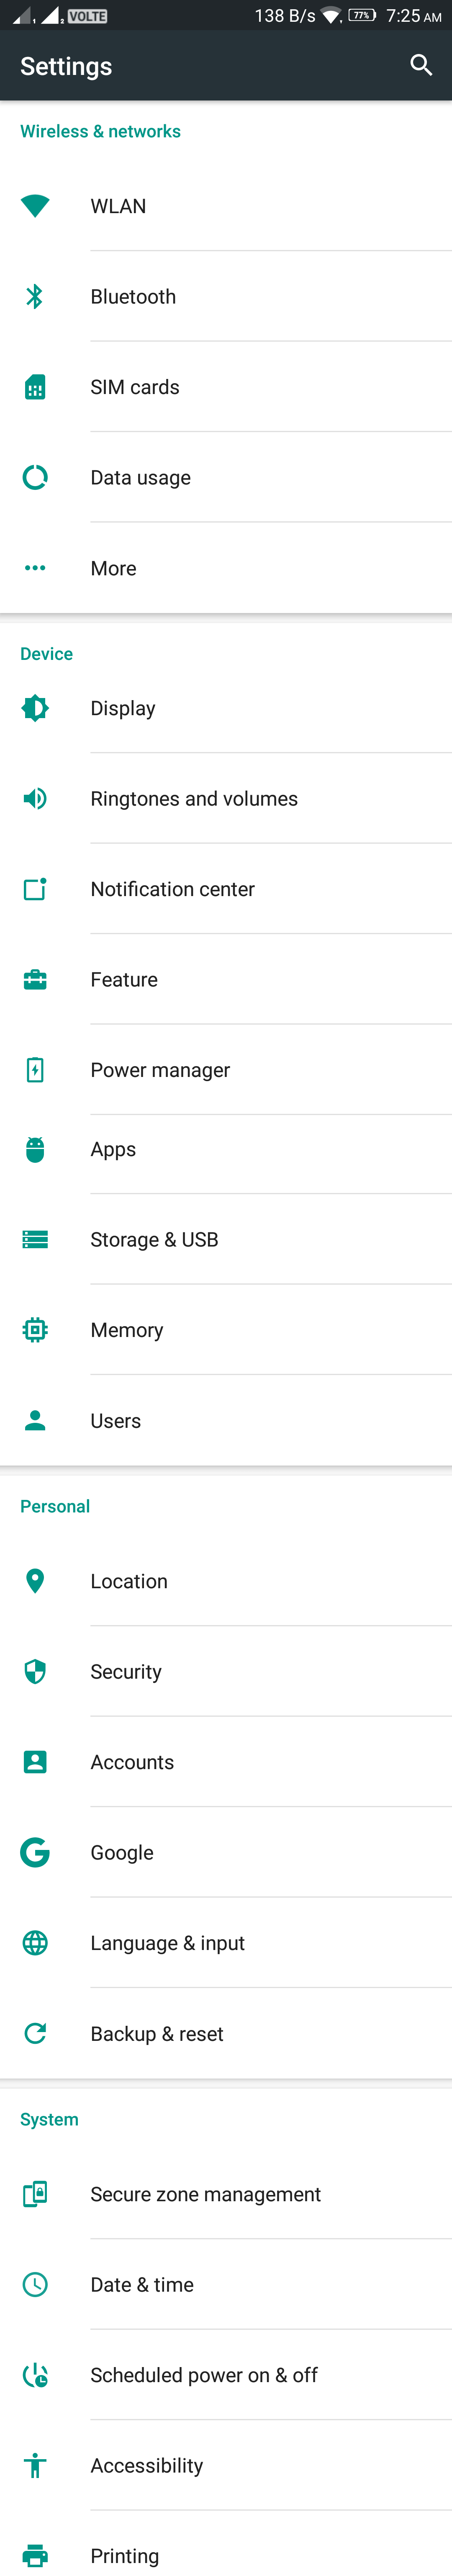 1 2 VOLTE 138 B/s 77% 7:25 AM
Settings
Wireless & networks
WLAN
Bluetooth
SIM cards
Data usage
More
Device
Display
Ringtones and volumes
Notification center
Feature
Power manager
Apps
Storage & USB
Memory
Users
Personal
Location
Security
Accounts
G Google
Language & input
Backup & reset
System
Secure zone management
Date & time
Scheduled power on & off
Accessibility
Printing